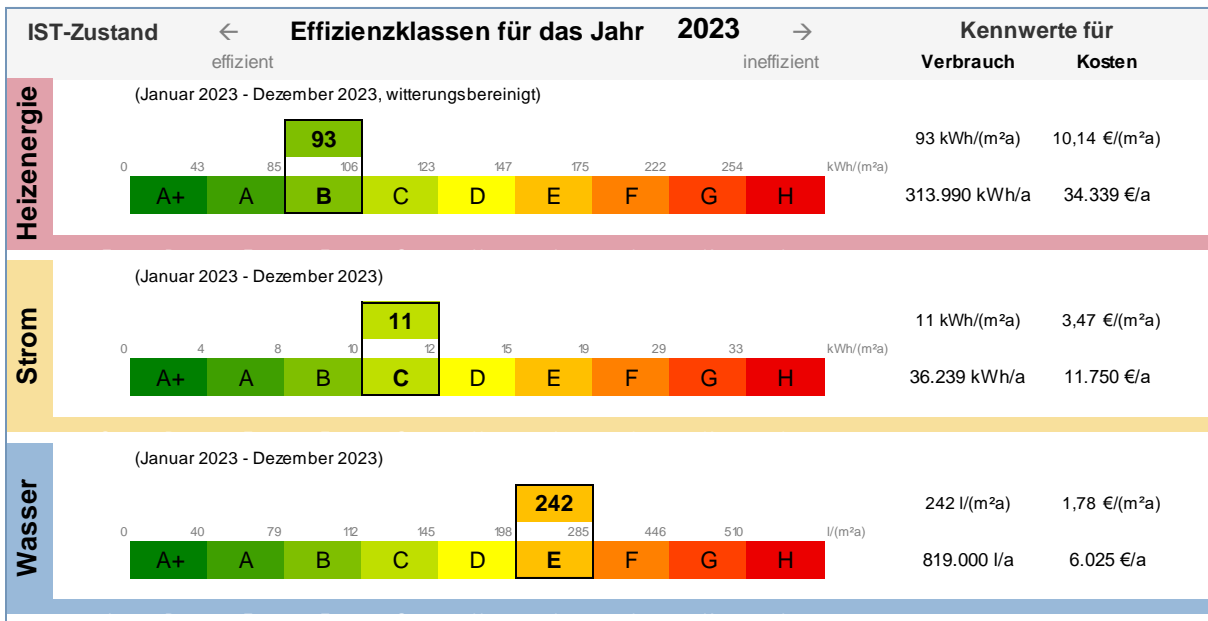 IST-Zustand ← Effizienzklassen für das Jahr 2023 → Kennwerte für
effizient ineffizient Verbrauch Kosten
Heizenergie
(Januar 2023 - Dezember 2023, witterungsbereinigt)
93 93 kWh/(m²a) 10,14 €/(m²a)
0 43 85 106 123 147 175 222 254 kWh/(m²a)
A+ A B C D E F G H 313.990 kWh/a 34.339 €/a
Strom
(Januar 2023 - Dezember 2023)
11 11 kWh/(m²a) 3,47 €/(m²a)
0 4 8 10 12 15 19 29 33 kWh/(m²a)
A+ A B C D E F G H 36.239 kWh/a 11.750 €/a
Wasser
(Januar 2023 - Dezember 2023)
242 242 l/(m²a) 1,78 €/(m²a)
0 40 79 112 145 198 285 446 510 l/(m²a)
A+ A B C D E F G H 819.000 l/a 6.025 €/a